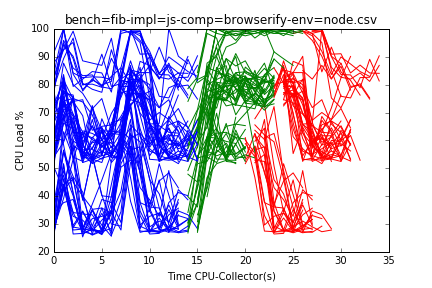 bench=fib-impl=js-comp=browserify-env=node.csv
100
90
80
70
60
50
40
30
20
CPU Load %
0 5 10 15 20 25 30 35
Time CPU-Collector(s)